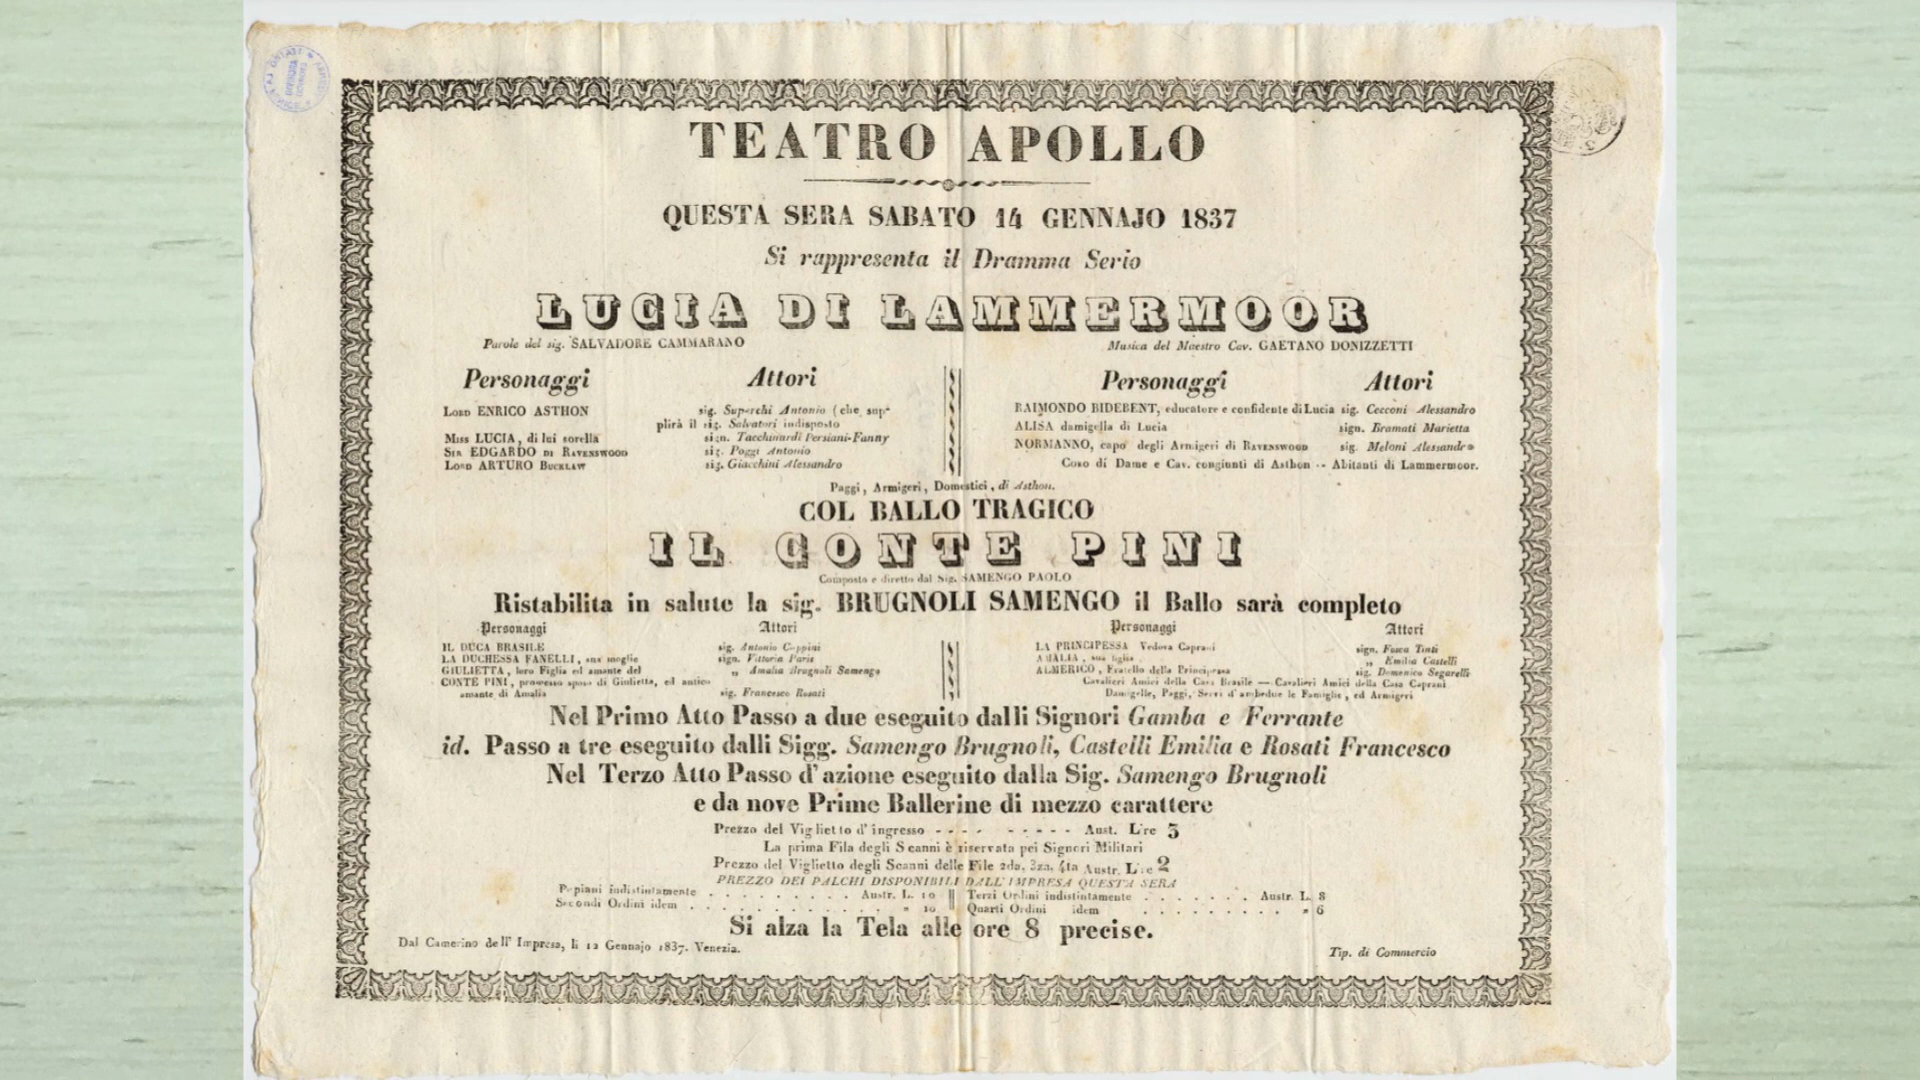 TEATRO APOLLO
QUESTA SERA SABATO 14 GENNAJO 1837
Si rappresenta il Dramma Serio
LUCIA DI LAMMERMOOR
Parole del sig. SALVADORE CAMMARANO
Musica del Maestro Cav. GAETANO DONIZZETTI
Personaggi Attori
LORD ENRICO ASTHON sig. Superchi Antonio (che sup-
plirà il sig. Salvatori indisposto
MISS LUCIA, di lui sorella sign. Tacchinardi Persiani-Fanny
SIR EDGARDO DI RAVENSWOOD sig. Poggi Antonio
LORD ARTURO BUCKLAW sig. Giacchini Alessandro
Personaggi Attori
RAIMONDO BIDEBENT, educatore e confidente di Lucia sig. Cecconi Alessandro
ALISA damigella di Lucia sign. Bramati Marietta
NORMANNO, capo degli Armigeri di RAVENSWOOD sig. Meloni Alessandro
Coro di Dame e Cav. congiunti di Asthon -- Abitanti di Lammermoor.
Paggi, Armigeri, Domestici, di Asthon.
COL BALLO TRAGICO
IL CONTE PINI
Composto e diretto dal Sig. SAMENGO PAOLO
Ristabilita in salute la sig. BRUGNOLI SAMENGO il Ballo sarà completo
Personaggi Attori
IL DUCA BRASILE sig. Antonio Coppini
LA DUCHESSA FANELLI, sua moglie sign. Vittoria Paris
GIULIETTA, loro Figlia ed amante del „ Amalia Brugnoli Samengo
CONTE PINI, promesso sposo di Giulietta, ed antico
amante di Amalia sig. Francesco Rosati
Personaggi Attori
LA PRINCIPESSA Vedova Caprani sign. Fosca Tinti
AMALIA, sua figlia „ Emilia Castelli
ALMERICO, Fratello della Principessa sig. Domenico Segarelli
Cavalieri Amici della Casa Brasile — Cavalieri Amici della Casa Caprani
Damigelle, Paggi, Servi d'ambedue le Famiglie, ed Armigeri
Nel Primo Atto Passo a due eseguito dalli Signori Gamba e Ferrante
id. Passo a tre eseguito dalli Sigg. Samengo Brugnoli, Castelli Emilia e Rosati Francesco
Nel Terzo Atto Passo d'azione eseguito dalla Sig. Samengo Brugnoli
e da nove Prime Ballerine di mezzo carattere
Prezzo del Viglietto d'ingresso - - - - - - - - - Aust. Lire 3
La prima Fila degli Scanni è riservata pei Signori Militari
Prezzo del Viglietto degli Scanni delle File 2da, 3za, 4ta Austr. Lire 2
PREZZO DEI PALCHI DISPONIBILI DALL'IMPRESA QUESTA SERA
Pepiani indistintamente . . . . . . . . . Austr. L. 10
Secondi Ordini idem . . . . . . . . . . . . „ 10
Terzi Ordini indistintamente . . . . . . . Austr. L. 8
Quarti Ordini idem . . . . . . . . . „ 6
Si alza la Tela alle ore 8 precise.
Dal Camerino dell' Impresa, li 12 Gennajo 1837. Venezia.
Tip. di Commercio